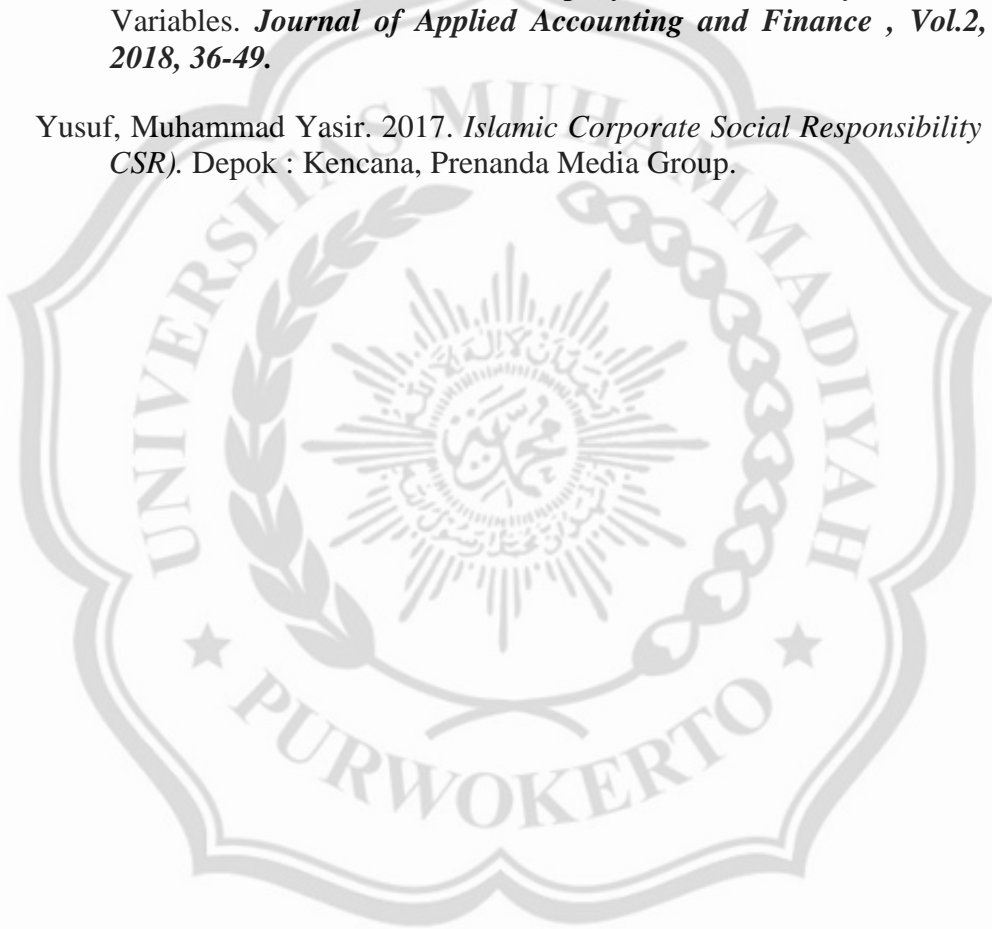 Variables. Journal of Applied Accounting and Finance , Vol.2,
2018, 36-49.
Yusuf, Muhammad Yasir. 2017. Islamic Corporate Social Responsibility
CSR). Depok : Kencana, Prenanda Media Group.
UNIVERSITAS MUHAMMADIYAH
PURWOKERTO